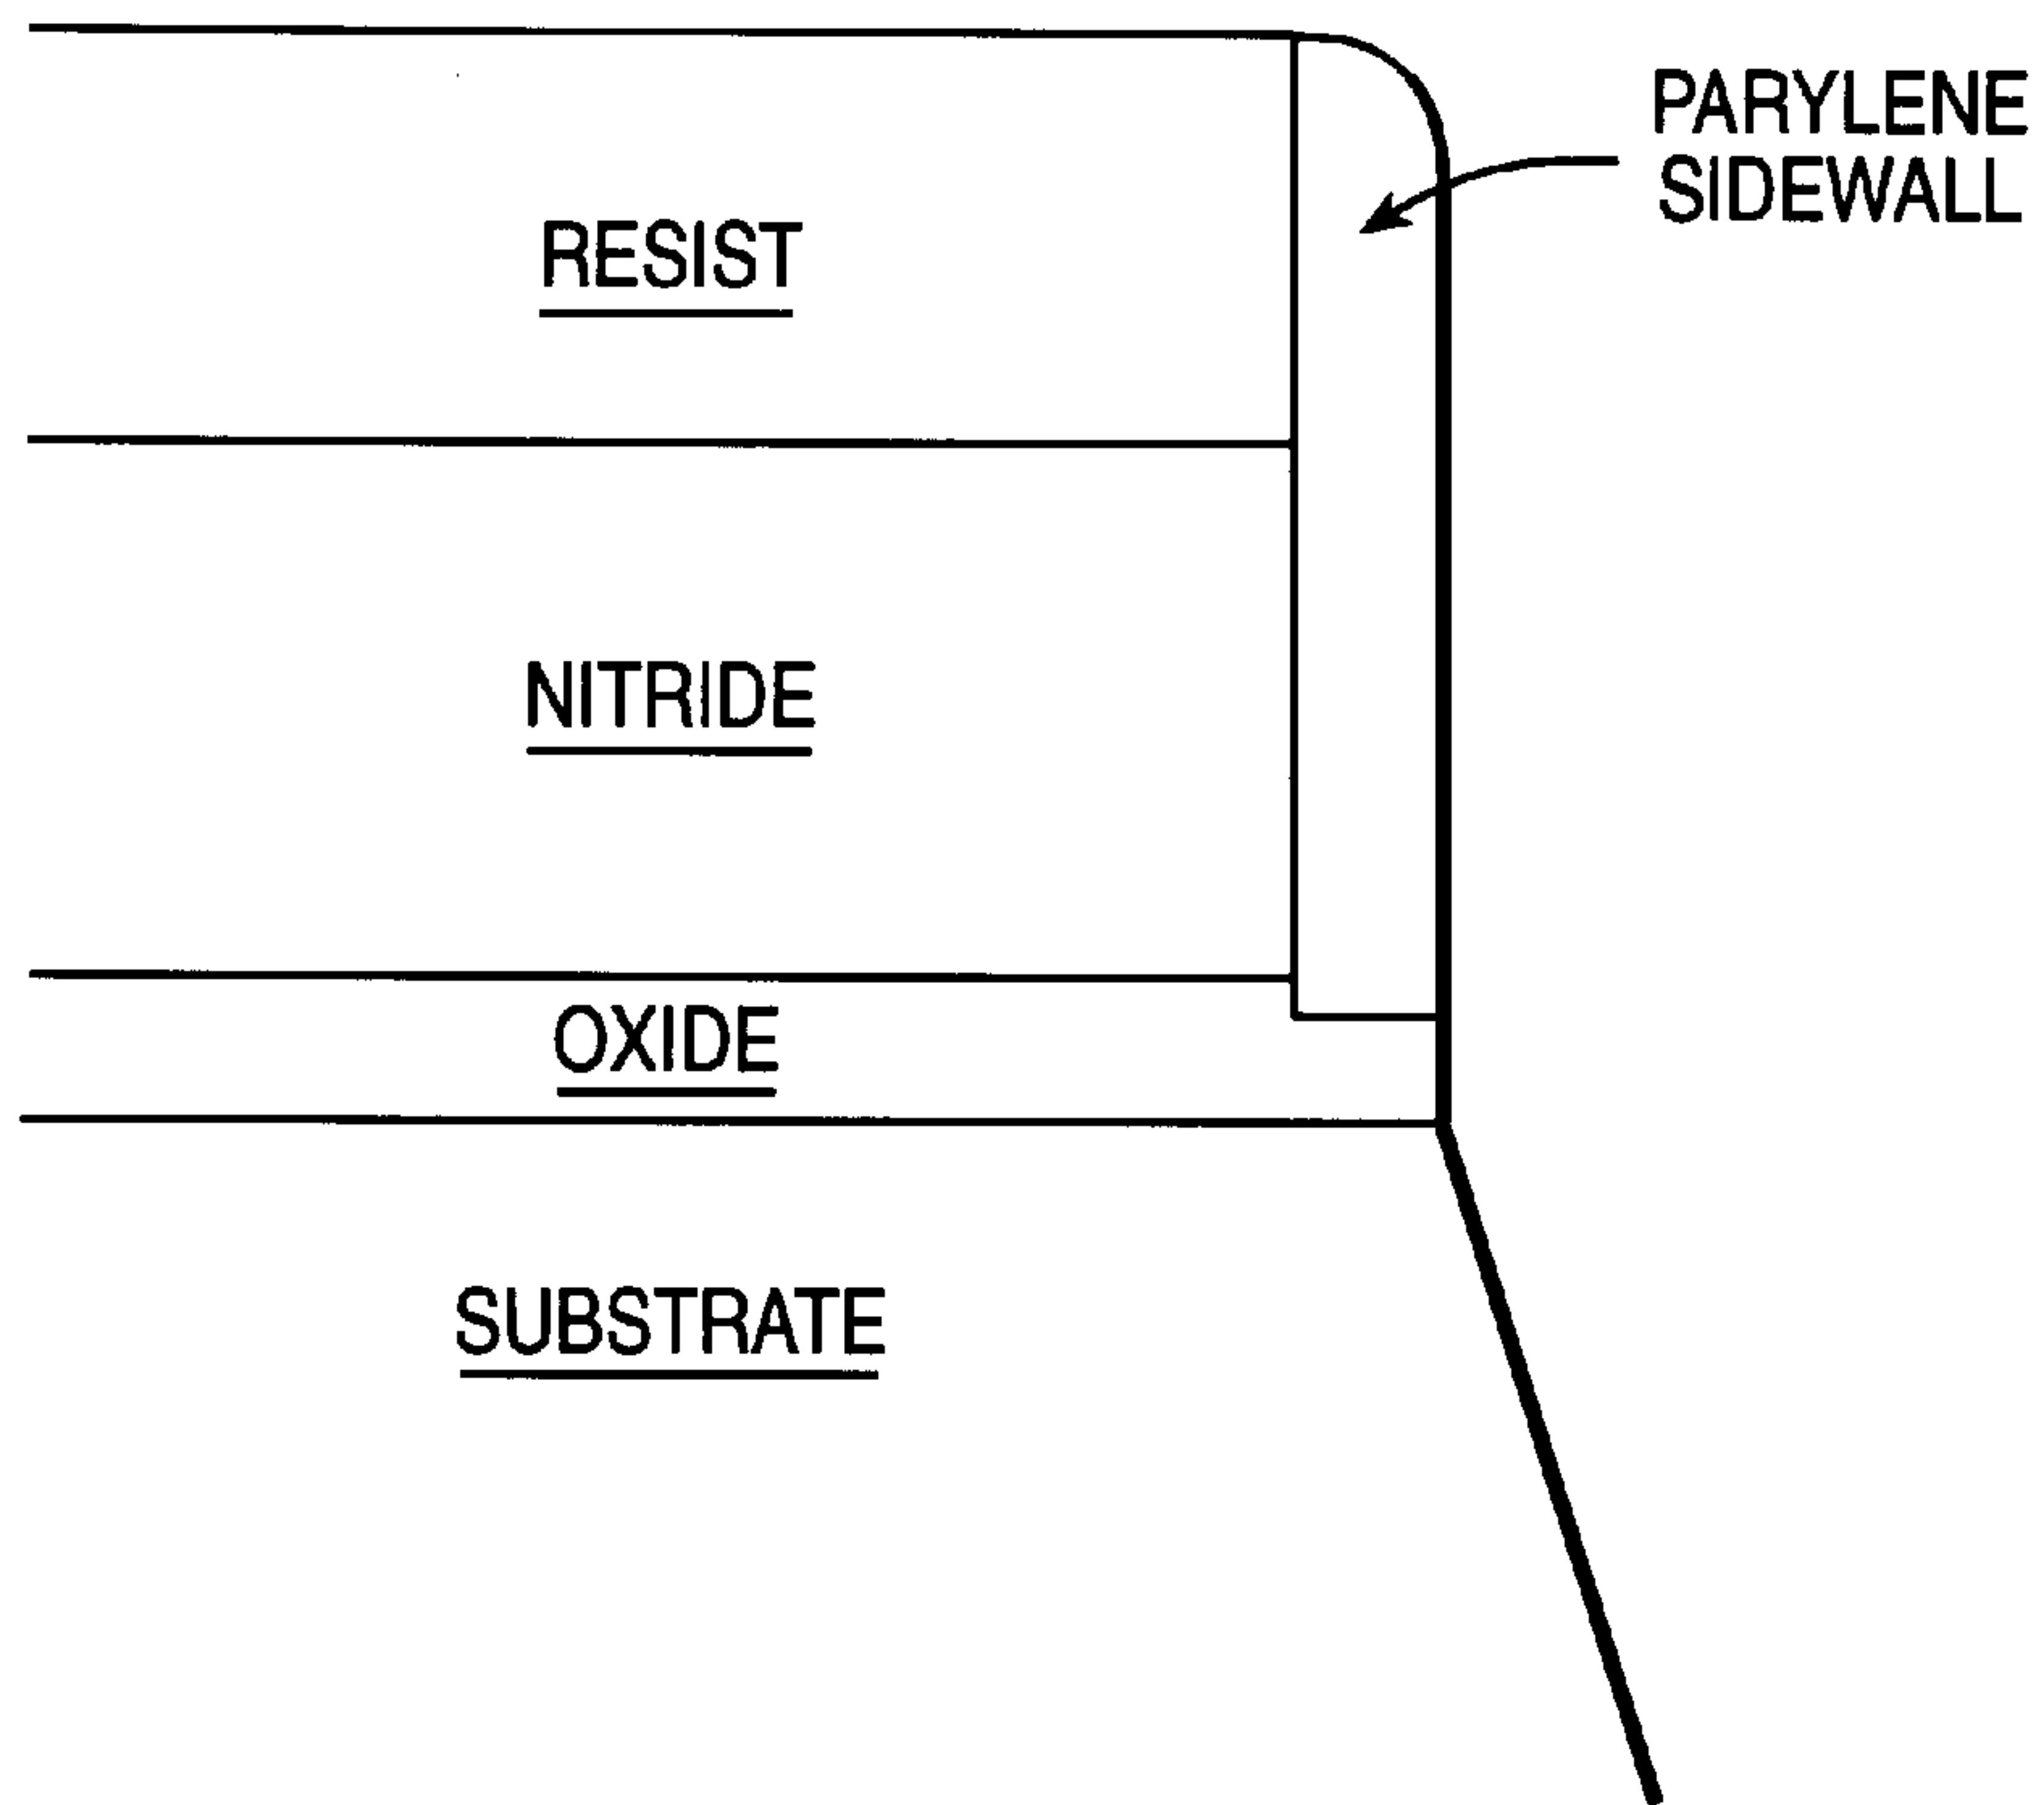 PARYLENE
SIDEWALL
RESIST
NITRIDE
OXIDE
SUBSTRATE